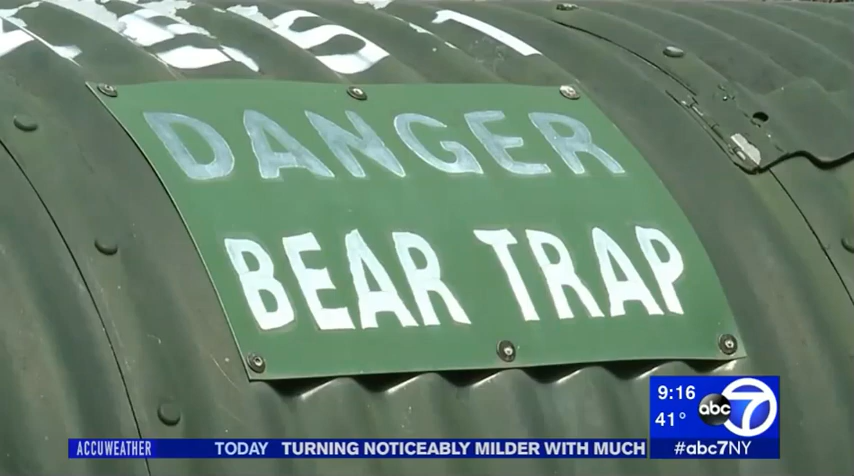 DANGER
BEAR TRAP
9:16
41°
abc 7
#abc7NY
ACCUWEATHER TODAY TURNING NOTICEABLY MILDER WITH MUCH